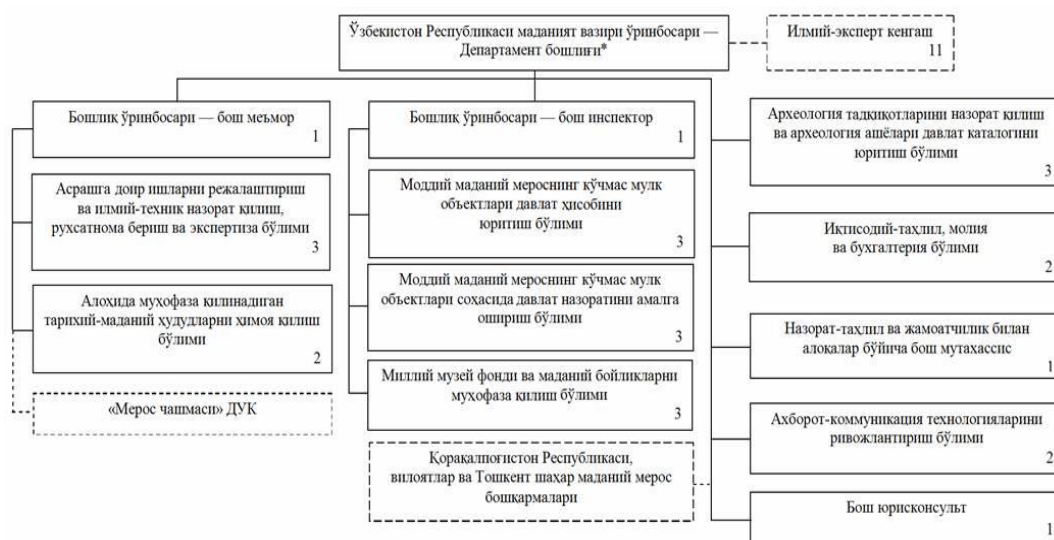 Ўзбекистон Республикаси маданият вазири ўринбосари —
Департамент бошлиғи*
Илмий-эксперт кенгаш
11
Бошлиқ ўринбосари — бош меъмор
1
Асрашга доир ишларни режалаштириш
ва илмий-техник назорат қилиш,
рухсатнома бериш ва экспертиза бўлими
3
Алоҳида муҳофаза қилинадиган
тарихий-маданий ҳудудларни ҳимоя қилиш
бўлими
2
«Мерос чашмаси» ДУК
Бошлиқ ўринбосари — бош инспектор
1
Моддий маданий мероснинг кўчмас мулк
объектлари давлат ҳисобини
юритиш бўлими
3
Моддий маданий мероснинг кўчмас мулк
объектлари соҳасида давлат назоратини амалга
ошириш бўлими
3
Миллий музей фонди ва маданий бойликларни
муҳофаза қилиш бўлими
3
Қорақалпоғистон Республикаси,
вилоятлар ва Тошкент шаҳар маданий мерос
бошқармалари
Археология тадқиқотларини назорат қилиш
ва археология ашёлари давлат каталогини
юритиш бўлими
3
Иқтисодий-таҳлил, молия
ва бухгалтерия бўлими
2
Назорат-таҳлил ва жамоатчилик билан
алоқалар бўйича бош мутахассис
1
Ахборот-коммуникация технологияларини
ривожлантириш бўлими
2
Бош юрисконсульт
1